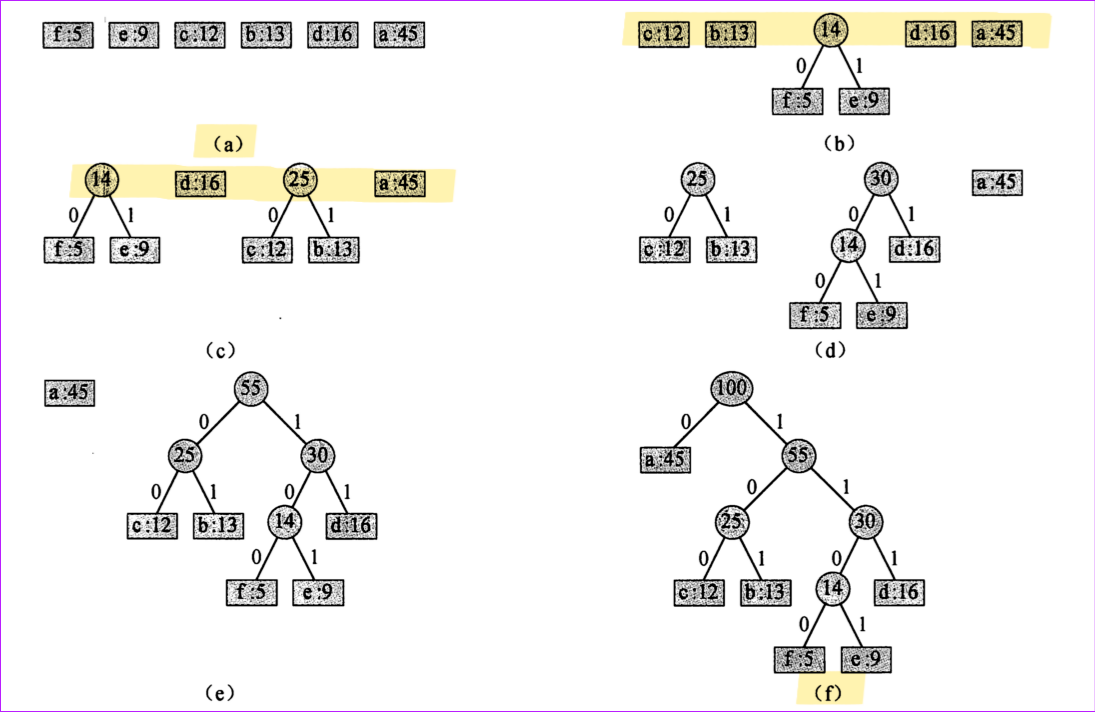 f:5 e:9 c:12 b:13 d:16 a:45
(a)
c:12 b:13 14 d:16 a:45
0 1
f:5 e:9
(b)
14 d:16 25 a:45
0 1 0 1
f:5 e:9 c:12 b:13
(c)
25 30 a:45
0 1 0 1
c:12 b:13 14 d:16
0 1
f:5 e:9
(d)
a:45 55
0 1
25 30
0 1 0 1
c:12 b:13 14 d:16
0 1
f:5 e:9
(e)
100
0 1
a:45 55
0 1
25 30
0 1 0 1
c:12 b:13 14 d:16
0 1
f:5 e:9
(f)